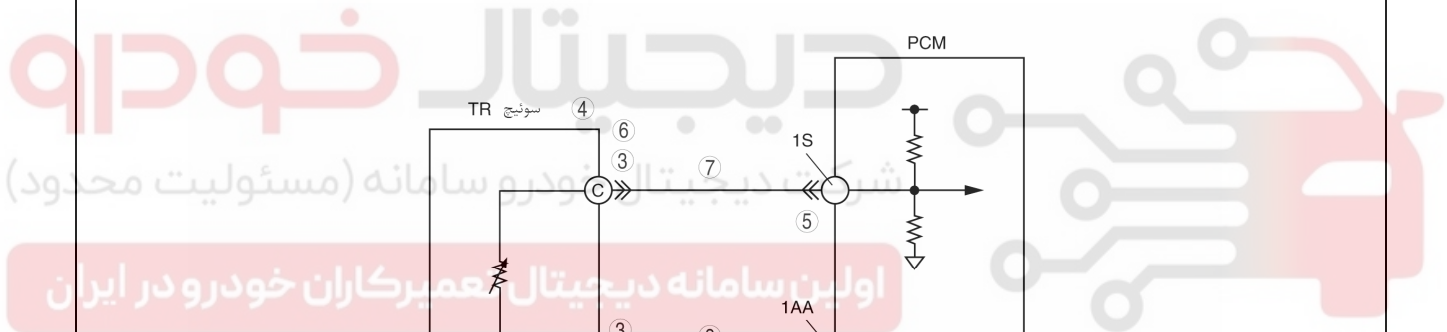 دیجیتال خودرو
PCM
سوئیچ TR ④
⑥
1S
③
⑦
شرکت دیجیتال خودرو سامانه (مسئولیت محدود)
C
⑤
اولین سامانه دیجیتال تعمیرکاران خودرو در ایران
1AA
③